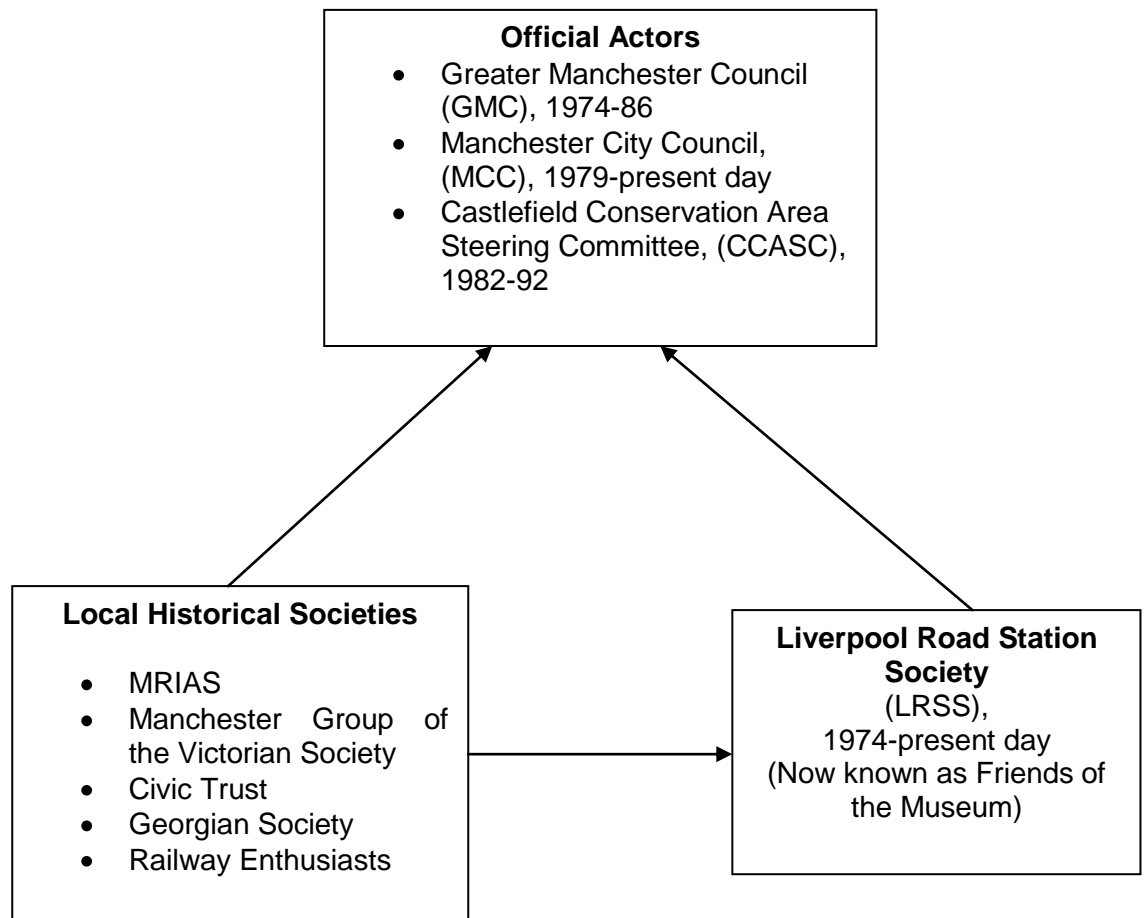 Official Actors
• Greater Manchester Council
(GMC), 1974-86
• Manchester City Council,
(MCC), 1979-present day
• Castlefield Conservation Area
Steering Committee, (CCASC),
1982-92
Local Historical Societies
• MRIAS
• Manchester Group of
the Victorian Society
• Civic Trust
• Georgian Society
• Railway Enthusiasts
Liverpool Road Station
Society
(LRSS),
1974-present day
(Now known as Friends of
the Museum)